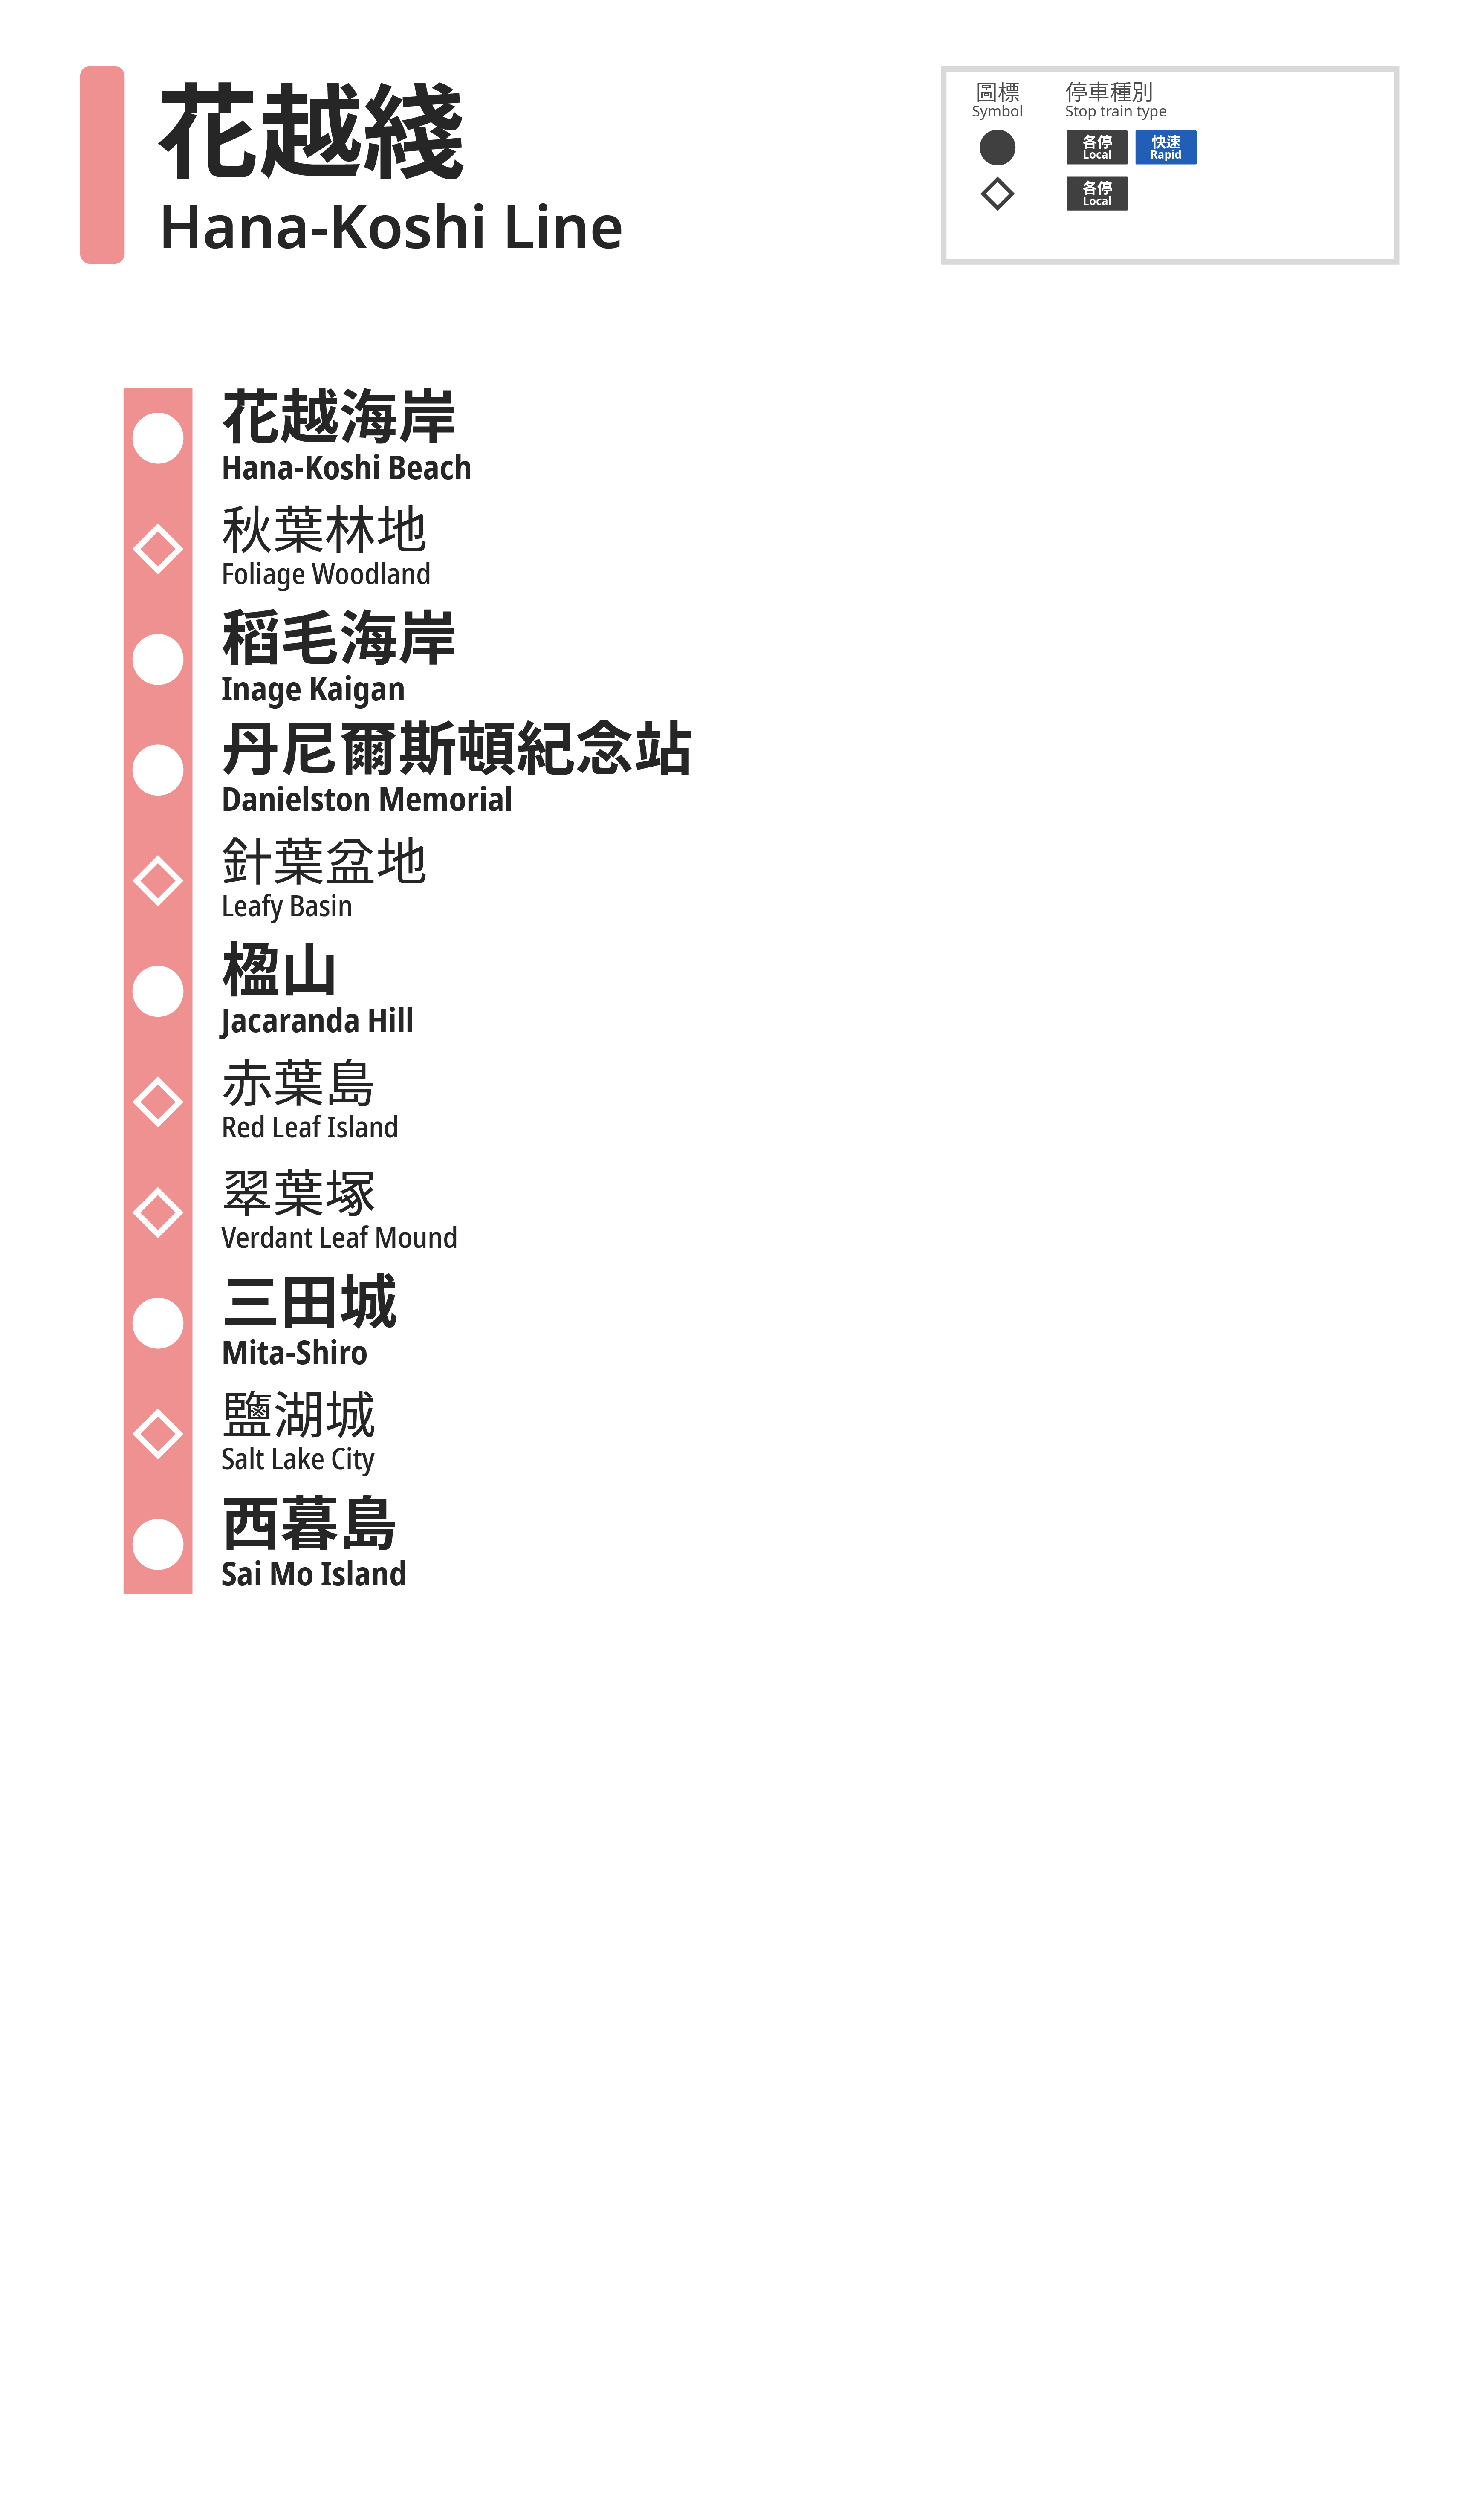 花越綫
Hana-Koshi Line
圖標 停車種別
Symbol Stop train type
各停 快速
Local Rapid
各停
Local
花越海岸
Hana-Koshi Beach
秋葉林地
Foliage Woodland
稻毛海岸
Inage Kaigan
丹尼爾斯頓紀念站
Danielston Memorial
針葉盆地
Leafy Basin
楹山
Jacaranda Hill
赤葉島
Red Leaf Island
翠葉塚
Verdant Leaf Mound
三田城
Mita-Shiro
鹽湖城
Salt Lake City
西暮島
Sai Mo Island